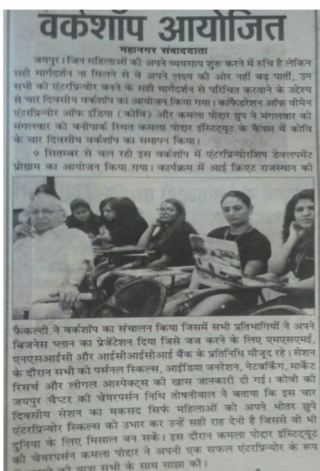 वर्कशॉप आयोजित
महानगर संवाददाता
जयपुर। जिन महिलाओं की अपने व्यवसाय शुरू करने में रुचि है लेकिन
सही मार्गदर्शन ना मिलने से वे अपने लक्ष्य की ओर नहीं बढ़ पातीं, उन
सभी को एंटरप्रिन्योर बनने के सही मार्गदर्शन से परिचित करवाने के उद्देश्य
से चार दिवसीय वर्कशॉप का आयोजन किया गया। कॉन्फैडरेशन ऑफ वीमेन
एंटरप्रिन्योर ऑफ इंडिया (कोवि) और कमला पोद्दार ग्रुप ने मंगलवार को
मंगलवार को बनीपार्क स्थित कमला पोद्दार इंस्टिट्यूट के कैंपस में कोवि
के चार दिवसीय वर्कशॉप का समापन किया।
9 सितम्बर से चल रही इस वर्कशॉप में एंटरप्रिन्योरशिप डेवलपमेंट
प्रोग्राम का आयोजन किया गया। कार्यक्रम में आई क्रिएट राजस्थान की
फैकल्टी ने वर्कशॉप का संचालन किया जिसमें सभी प्रतिभागियों ने अपने
बिजनेस प्लान का प्रेजेंटेशन दिया जिसे जज करने के लिए एमएसएमई,
एनएसआईसी और आईसीआईसीआई बैंक के प्रतिनिधि मौजूद रहे। सेशन
के दौरान सभी को पर्सनल स्किल्स, आईडिया जनरेशन, नेटवर्किंग, मार्केट
रिसर्च और लीगल आस्पेक्ट्स की खास जानकारी दी गई। कोवी की
जयपुर चैप्टर की चेयरपर्सन निधि तोषनीवाल ने बताया कि इस चार
दिवसीय सेशन का मकसद सिर्फ महिलाओं को अपने भीतर छुपे
एंटरप्रिन्योर स्किल्स को उभार कर उन्हें सही राह देना है जिससे वो भी
दुनिया के लिए मिसाल बन सकें। इस दौरान कमला पोद्दार इंस्टिट्यूट
की चेयरपर्सन कमला पोद्दार ने अपनी एक सफल एंटरप्रिन्योर के रूप
की यात्रा सभी के साथ साझा की।